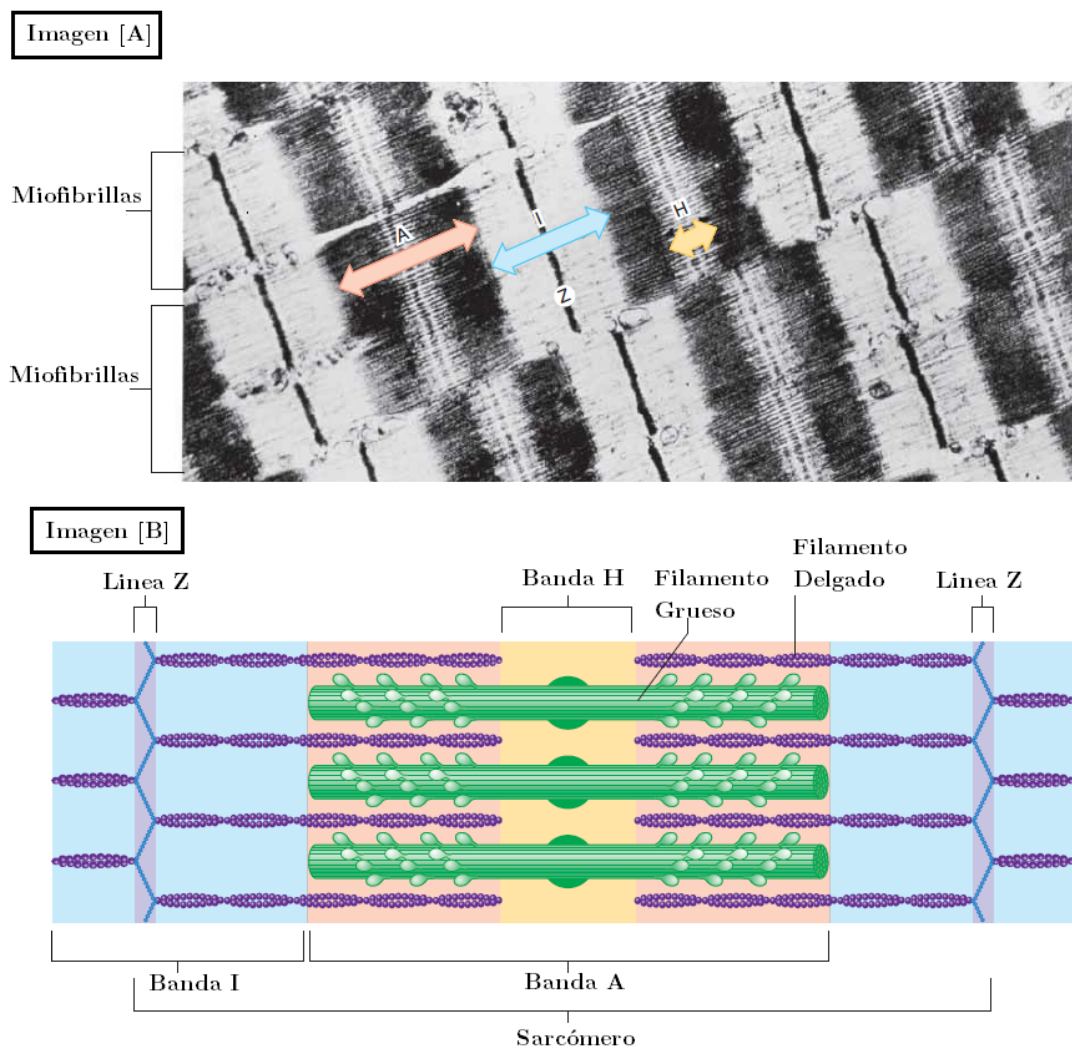 Imagen [A]
Miofibrillas
Miofibrillas
A
I
H
Z
Imagen [B]
Linea Z
Banda H
Filamento
Grueso
Filamento
Delgado
Linea Z
Banda I
Banda A
Sarcómero